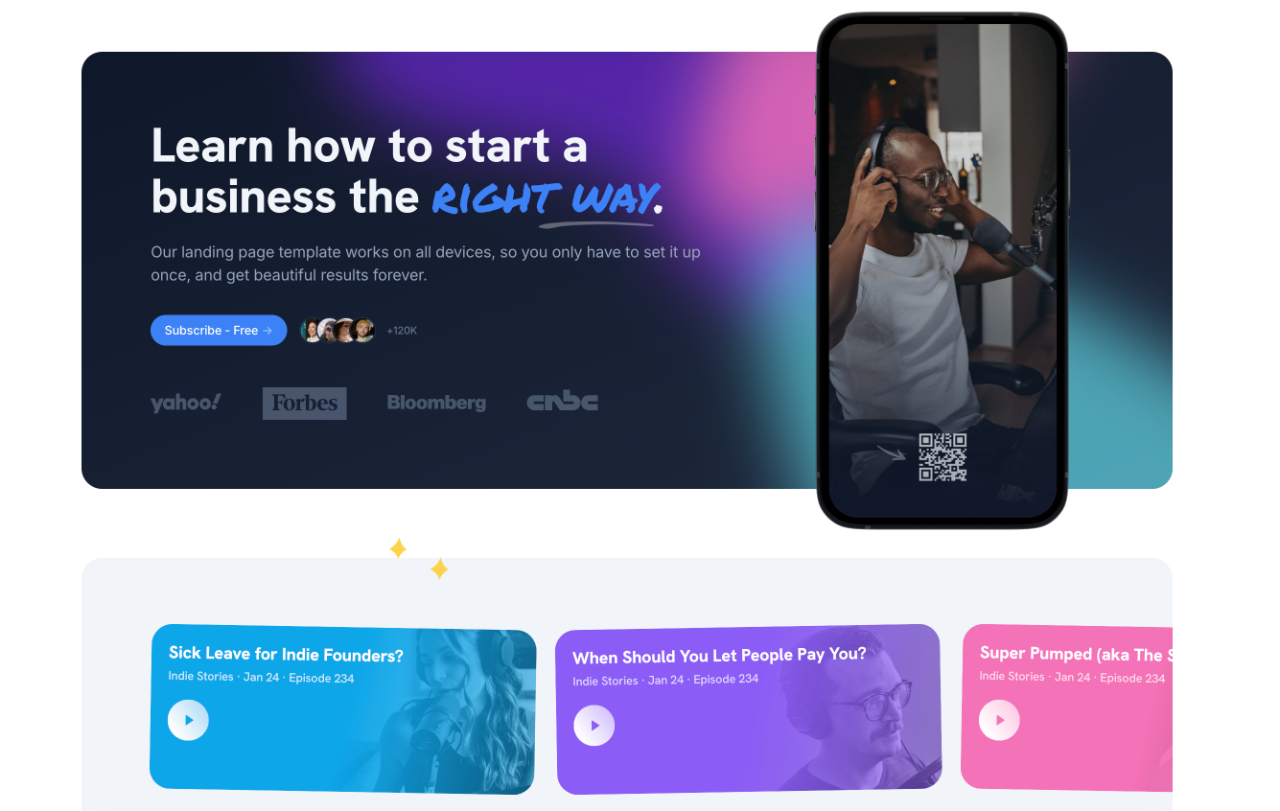 Learn how to start a
business the RIGHT WAY.
Our landing page template works on all devices, so you only have to set it up
once, and get beautiful results forever.
Subscribe - Free →
+120K
yahoo!
Forbes
Bloomberg
cnbc
Sick Leave for Indie Founders?
Indie Stories · Jan 24 · Episode 234
When Should You Let People Pay You?
Indie Stories · Jan 24 · Episode 234
Super Pumped (aka The S
Indie Stories · Jan 24 · Episode 234